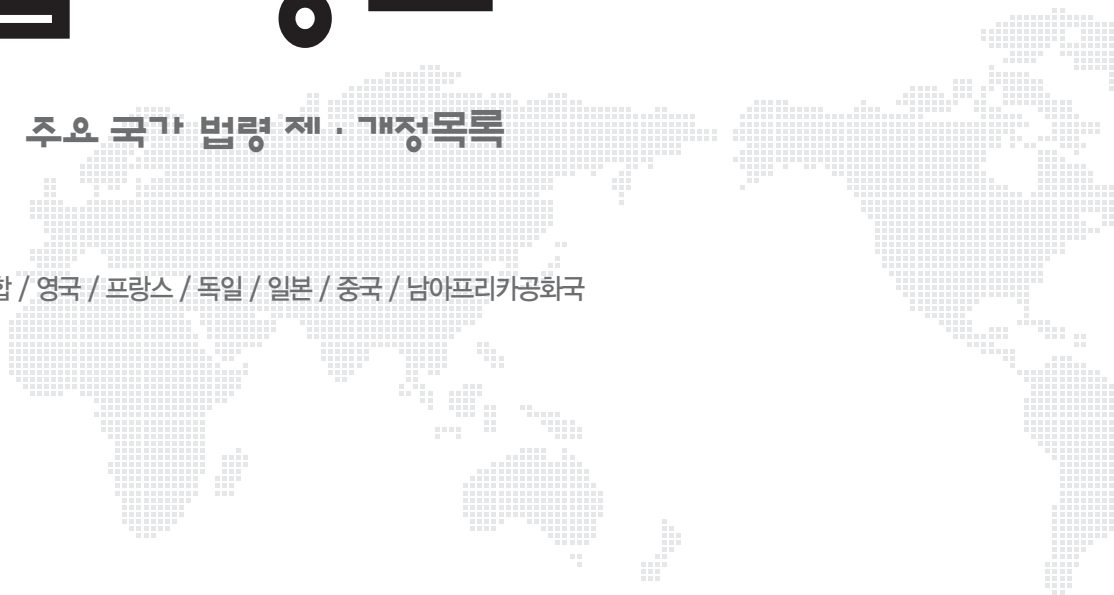 주요 국가 법령 제 · 개정목록
합 / 영국 / 프랑스 / 독일 / 일본 / 중국 / 남아프리카공화국